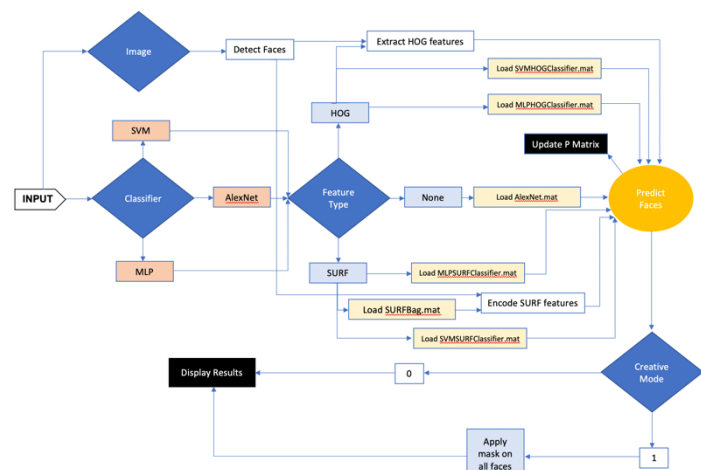 Image
Detect Faces
Extract HOG features
Load SVMHOGClassifier.mat
HOG
Load MLPHOGClassifier.mat
SVM
Update P Matrix
INPUT
Classifier
AlexNet
Feature
Type
None
Load AlexNet.mat
Predict
Faces
MLP
SURF
Load MLPSURFClassifier.mat
Load SURFBag.mat
Encode SURF features
Load SVMSURFClassifier.mat
Display Results
0
Creative
Mode
Apply
mask on
all faces
1